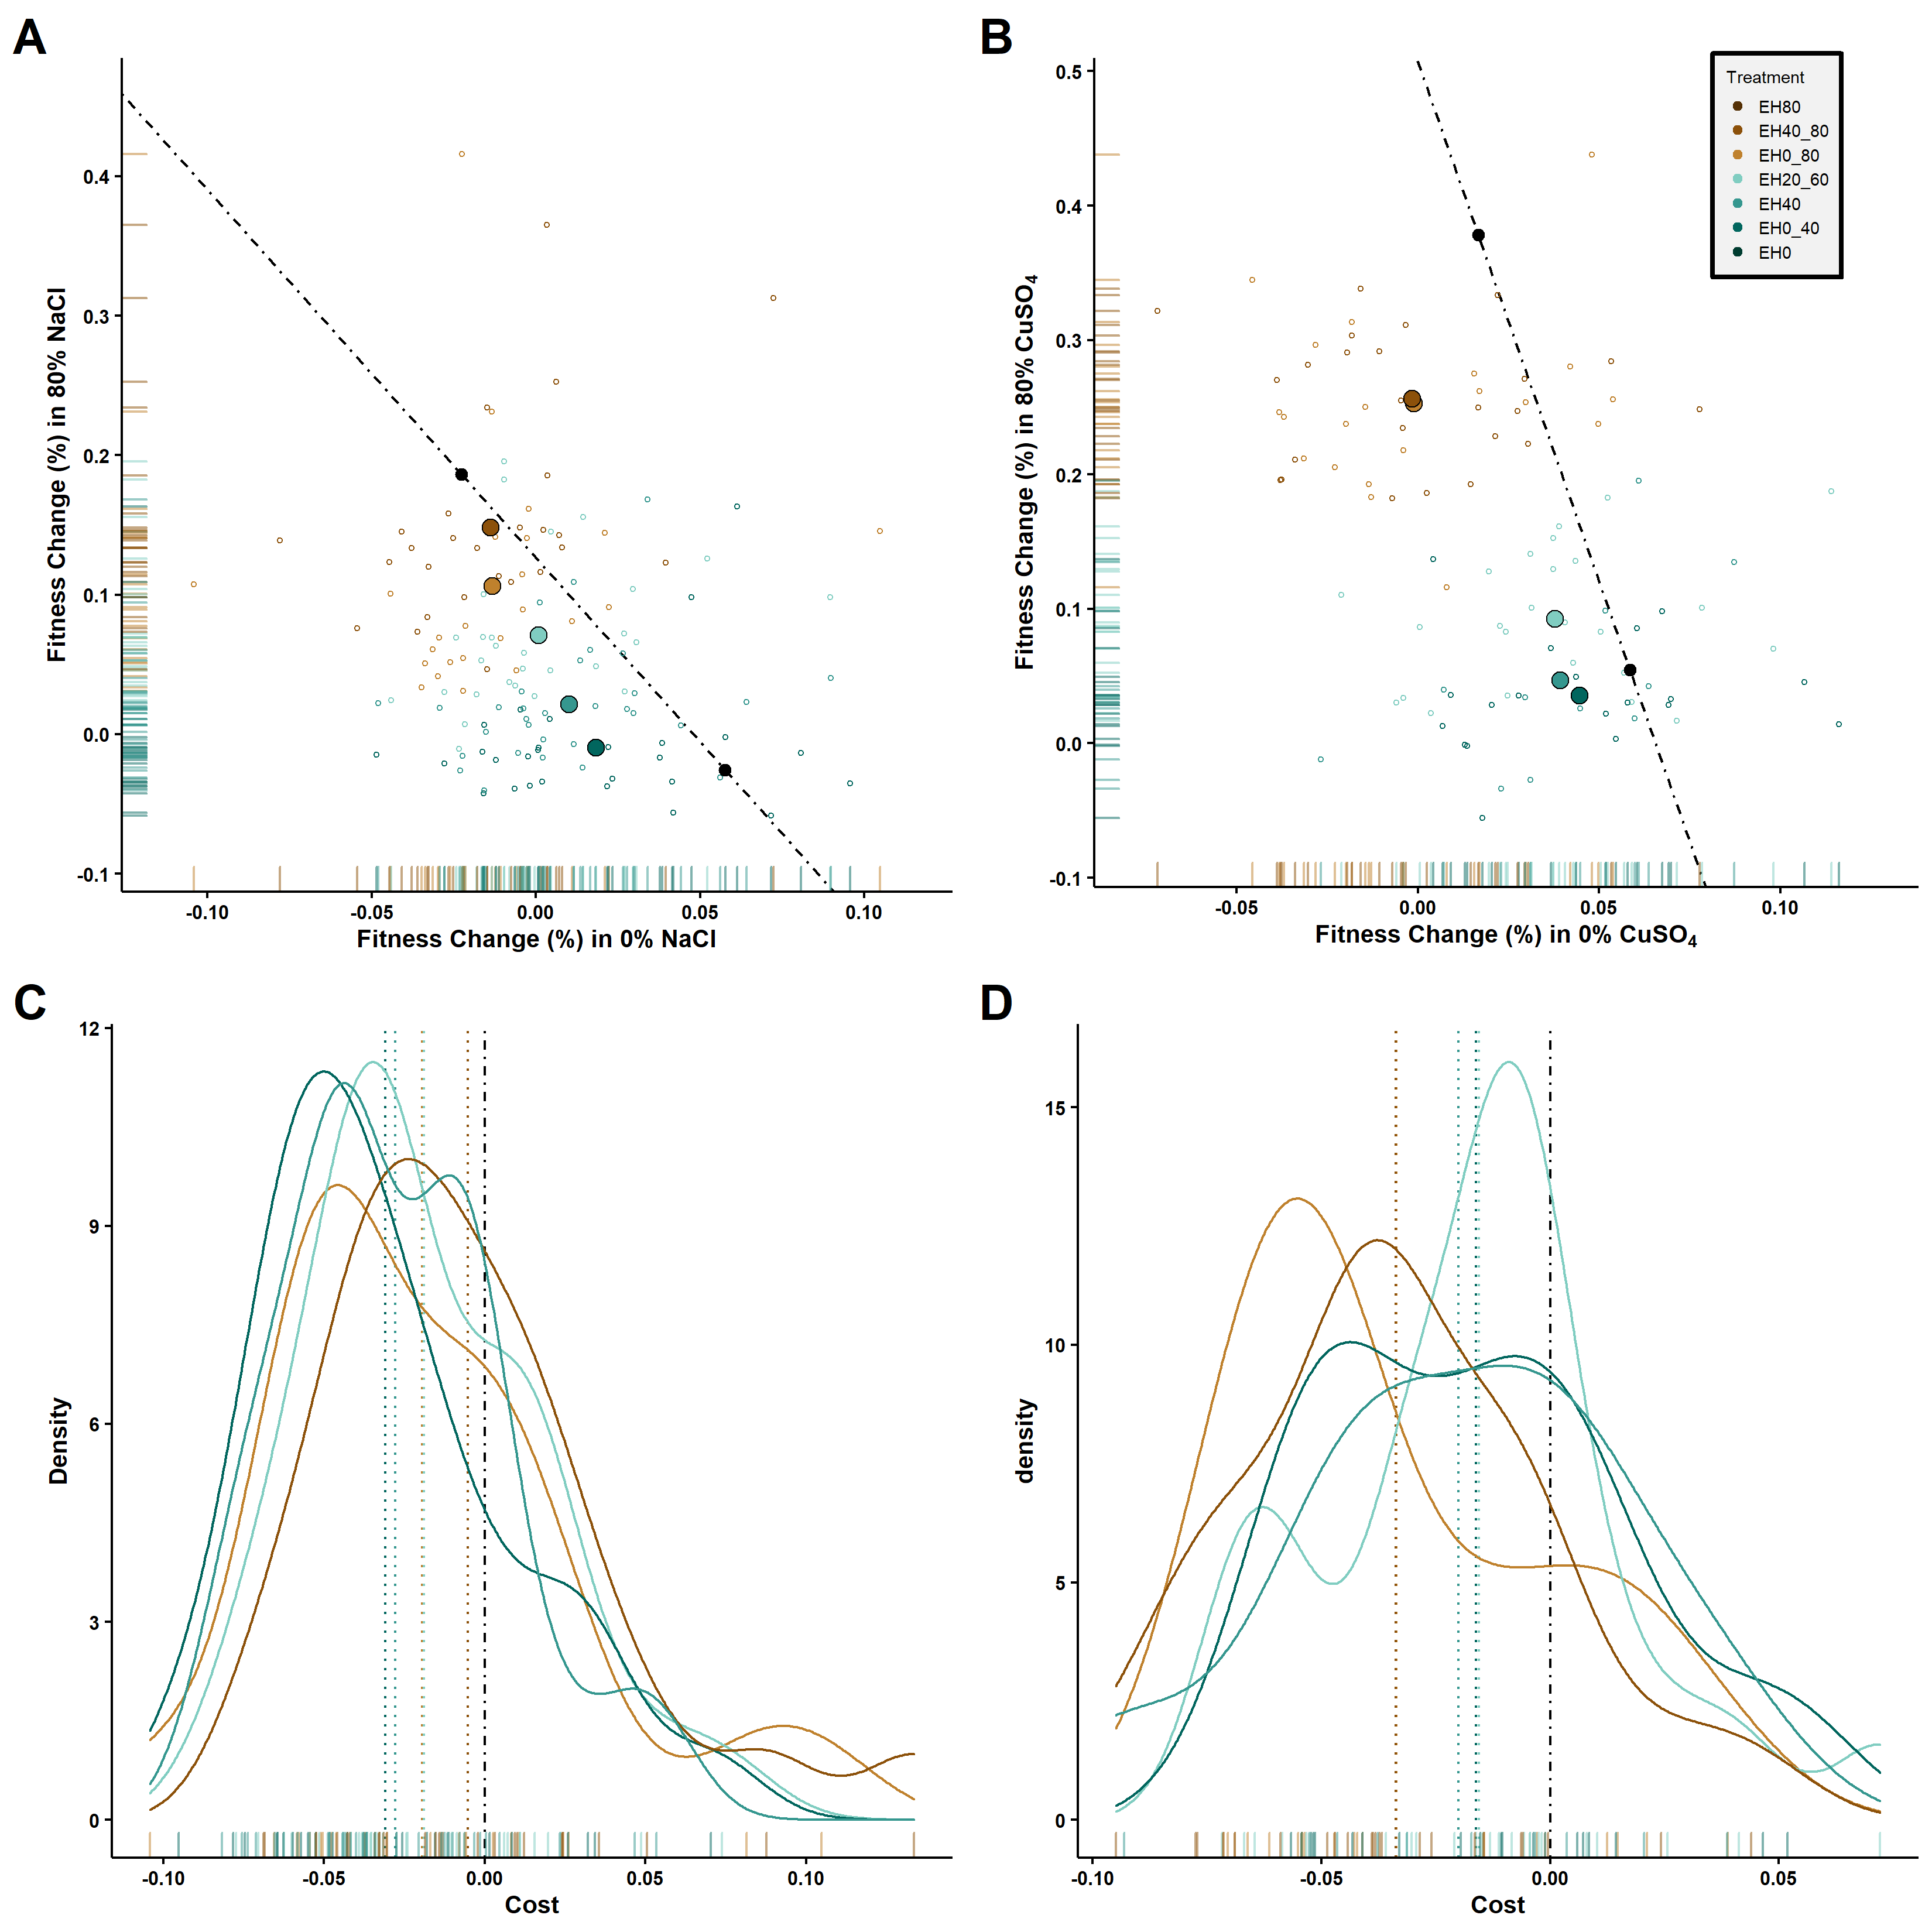 A
0.4
0.3
0.2
0.1
0.0
-0.1
Fitness Change (%) in 80% NaCl
-0.10 -0.05 0.00 0.05 0.10
Fitness Change (%) in 0% NaCl
B
0.5
0.4
0.3
0.2
0.1
0.0
-0.1
Fitness Change (%) in 80% CuSO₄
-0.05 0.00 0.05 0.10
Fitness Change (%) in 0% CuSO₄
Treatment
EH80
EH40_80
EH0_80
EH20_60
EH40
EH0_40
EH0
C
12
9
6
3
0
Density
-0.10 -0.05 0.00 0.05 0.10
Cost
D
15
10
5
0
density
-0.10 -0.05 0.00 0.05
Cost